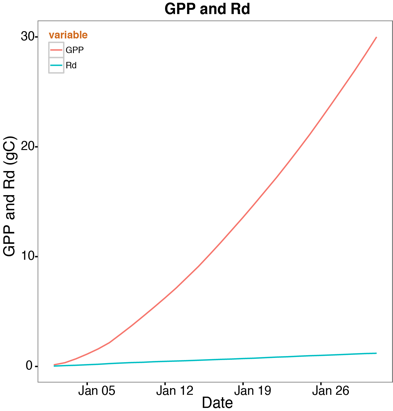 GPP and Rd
variable
GPP
Rd
30
20
10
0
GPP and Rd (gC)
Jan 05 Jan 12 Jan 19 Jan 26
Date